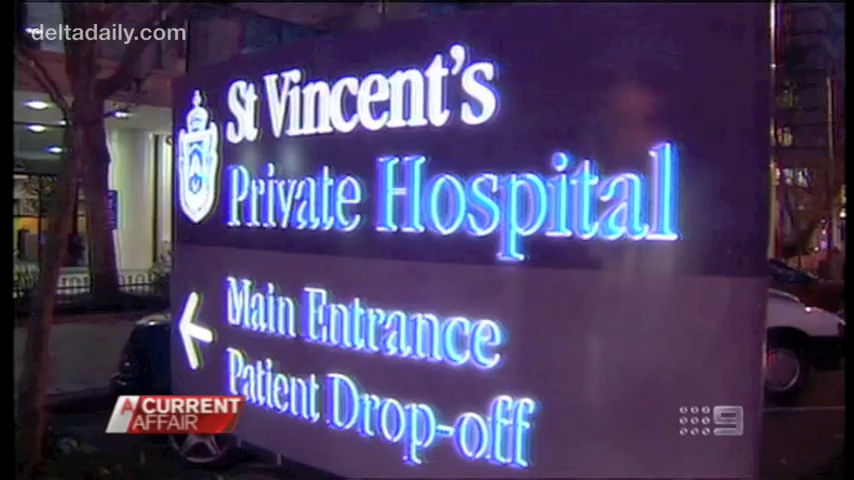 deltadaily.com
St Vincent's
Private Hospital
Main Entrance
Patient Drop-off
A CURRENT
AFFAIR
9